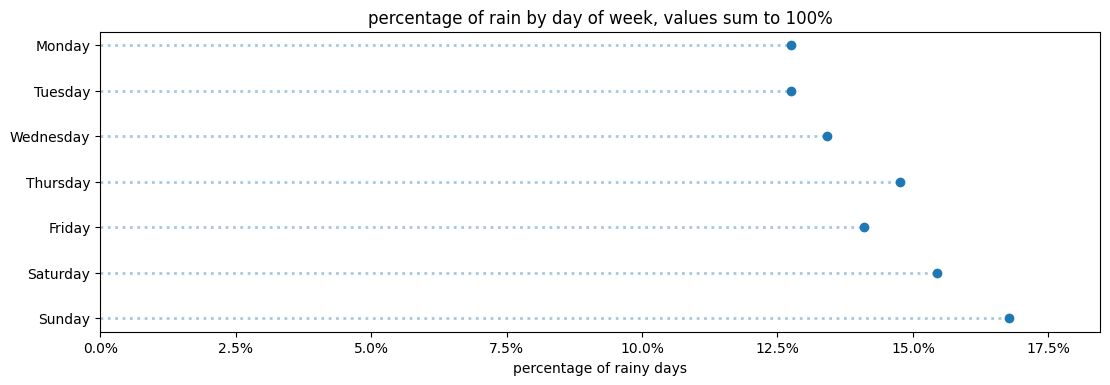 percentage of rain by day of week, values sum to 100%
Monday
Tuesday
Wednesday
Thursday
Friday
Saturday
Sunday
0.0% 2.5% 5.0% 7.5% 10.0% 12.5% 15.0% 17.5%
percentage of rainy days